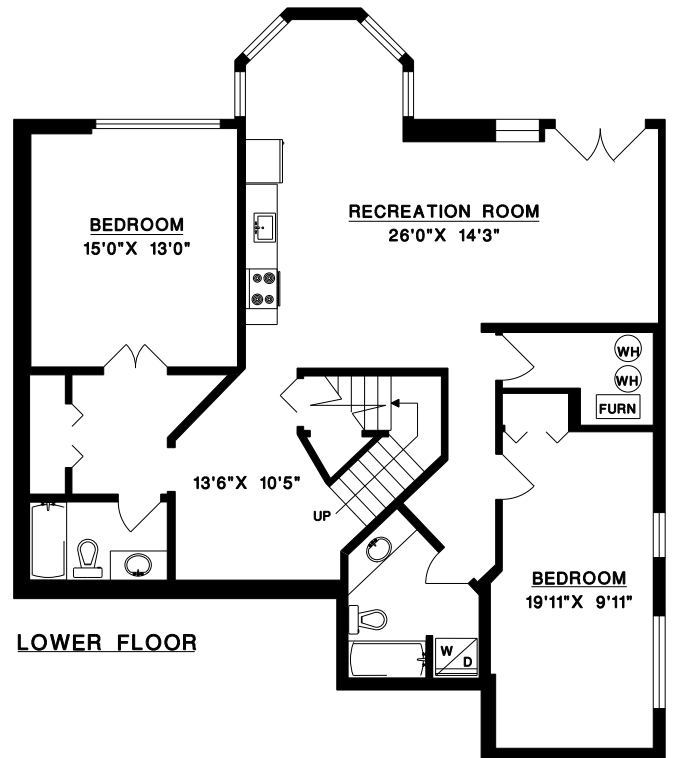 BEDROOM
15'0"X 13'0"
RECREATION ROOM
26'0"X 14'3"
WH
WH
FURN
13'6"X 10'5"
UP
BEDROOM
19'11"X 9'11"
LOWER FLOOR
W
D